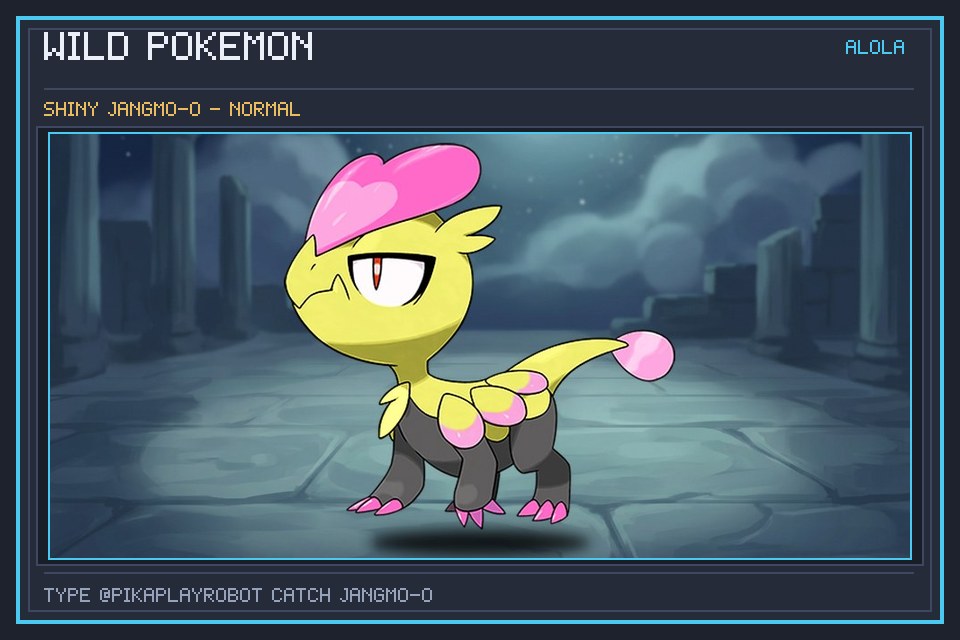 WILD POKEMON
ALOLA
SHINY JANGMO-O - NORMAL
TYPE @PIKAPLAYROBOT CATCH JANGMO-O